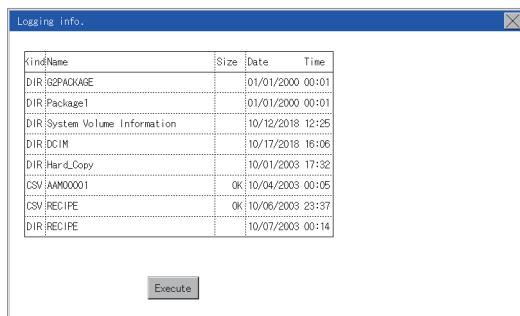 Logging info.
Kind Name Size Date Time
DIR G2PACKAGE 01/01/2000 00:01
DIR Package1 01/01/2000 00:01
DIR System Volume Information 10/12/2018 12:25
DIR DCIM 10/17/2018 16:06
DIR Hard_Copy 10/01/2003 17:32
CSV AAM00001 0K 10/04/2003 00:05
CSV RECIPE 0K 10/06/2003 23:37
DIR RECIPE 10/07/2003 00:14
Execute